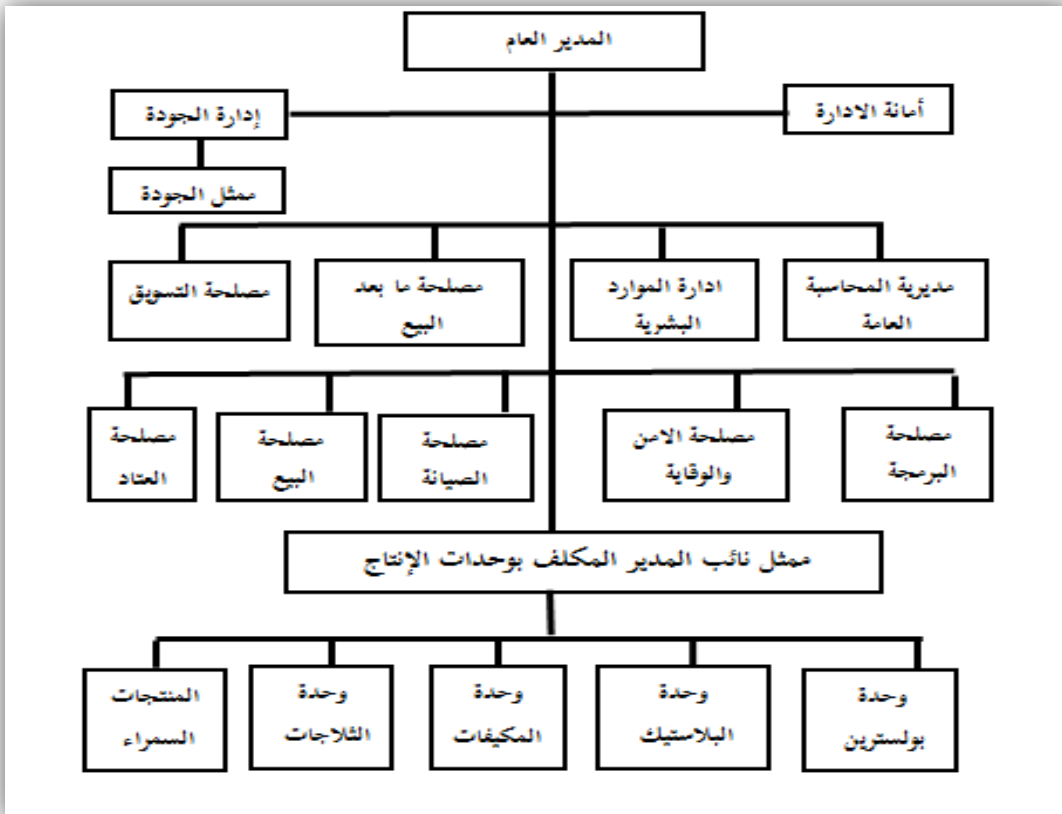 المدير العام
أمانة الادارة
إدارة الجودة
ممثل الجودة
مديرية المحاسبة
العامة
ادارة الموارد
البشرية
مصلحة ما بعد
البيع
مصلحة التسويق
مصلحة
البرمجة
مصلحة الامن
والوقاية
مصلحة
الصيانة
مصلحة
البيع
مصلحة
العتاد
ممثل نائب المدير المكلف بوحدات الإنتاج
وحدة
بولسترين
وحدة
البلاستيك
وحدة
المكيفات
وحدة
الثلاجات
المنتجات
السمراء